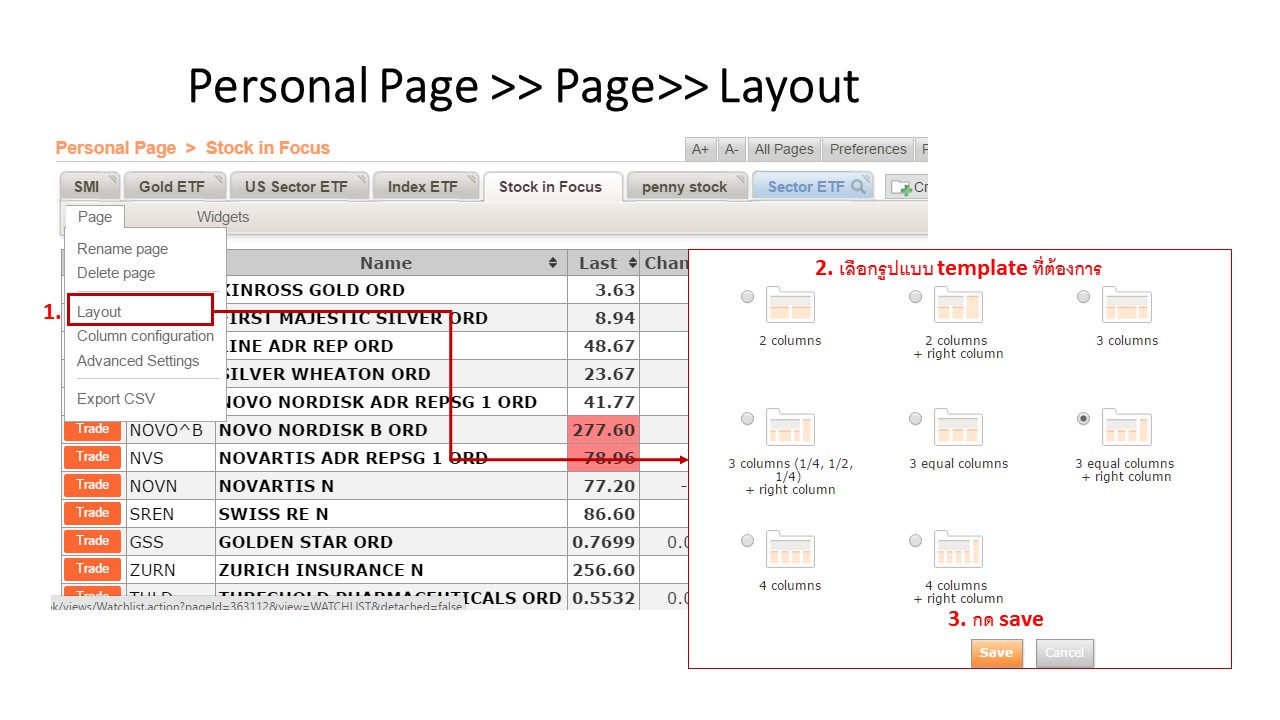 Personal Page >> Page>> Layout
Personal Page > Stock in Focus
A+ A- All Pages Preferences
SMI Gold ETF US Sector ETF Index ETF Stock in Focus penny stock Sector ETF
Page Widgets
Rename page
Delete page
1. Layout
Column configuration
Advanced Settings
Export CSV
Name Last
KINROSS GOLD ORD 3.63
FIRST MAJESTIC SILVER ORD 8.94
LINE ADR REP ORD 48.67
SILVER WHEATON ORD 23.67
NOVO NORDISK ADR REPSG 1 ORD 41.77
Trade NOVO^B NOVO NORDISK B ORD 277.60
Trade NVS NOVARTIS ADR REPSG 1 ORD 78.96
Trade NOVN NOVARTIS N 77.20 -
Trade SREN SWISS RE N 86.60
Trade GSS GOLDEN STAR ORD 0.7699
Trade ZURN ZURICH INSURANCE N 256.60
THLD THRESHOLD PHARMACEUTICALS ORD 0.5532
k/views/Watchlist.action?pageId=363112&view=WATCHLIST&detached=false
2. เลือกรูปแบบ template ที่ต้องการ
2 columns
2 columns
+ right column
3 columns
3 columns (1/4, 1/2,
1/4)
+ right column
3 equal columns
3 equal columns
+ right column
4 columns
4 columns
+ right column
3. กด save
Save Cancel